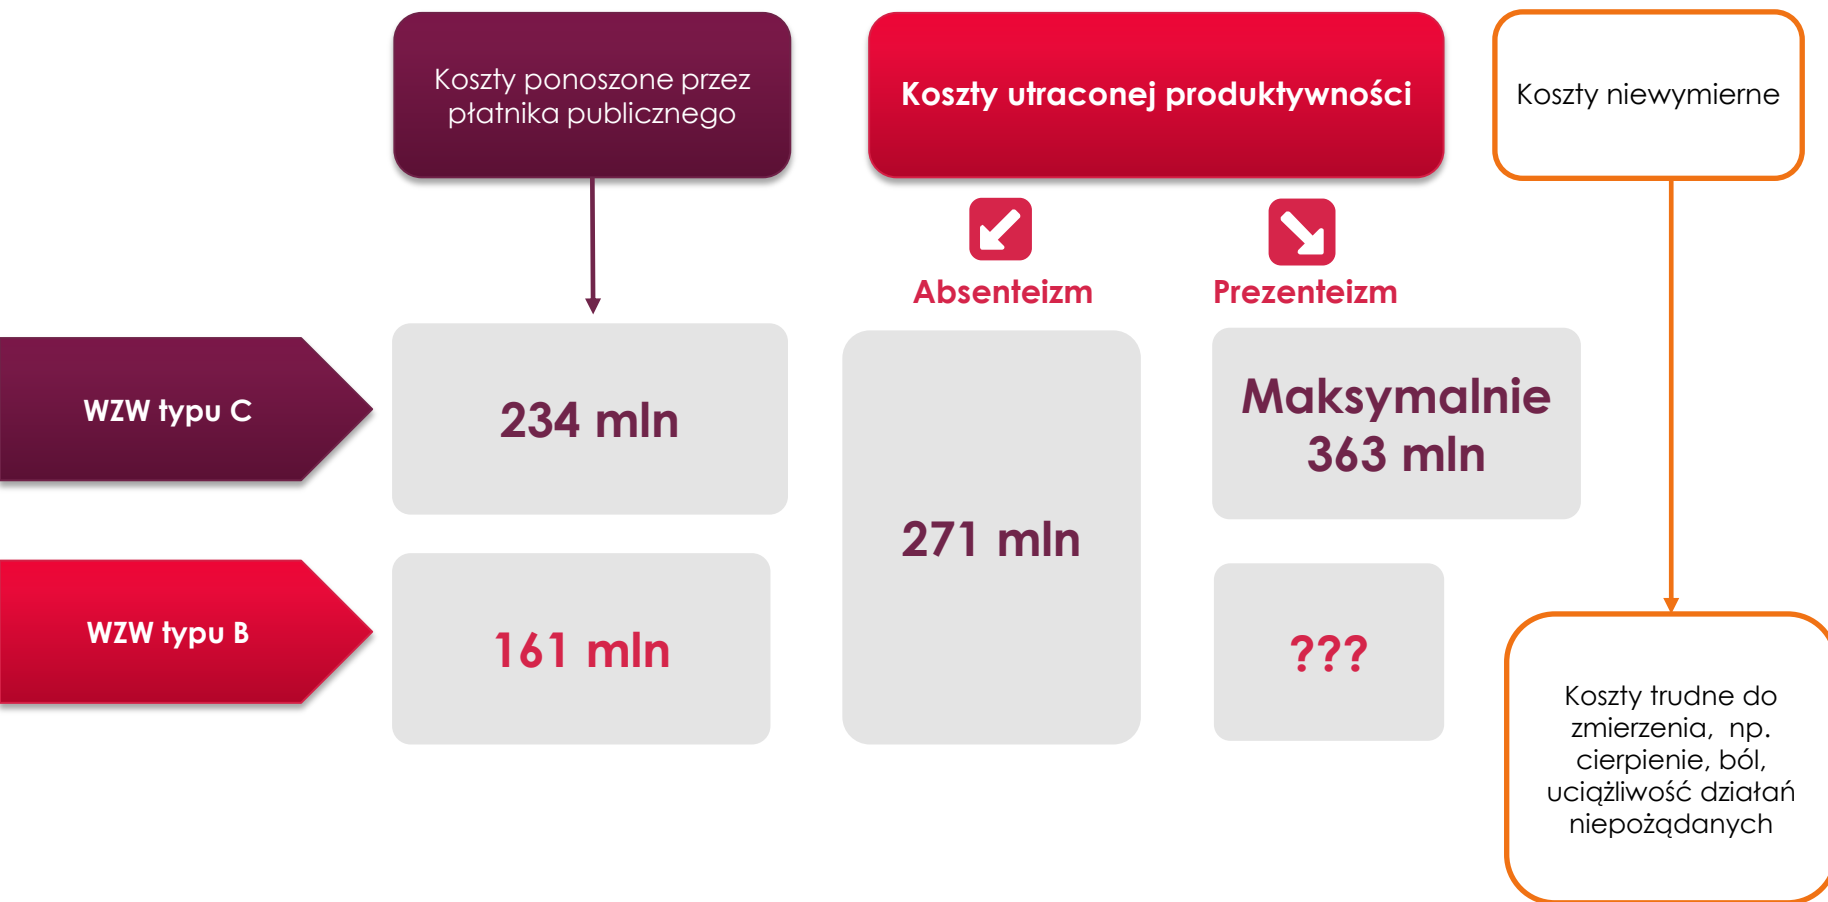 Koszty ponoszone przez
płatnika publicznego
Koszty utraconej produktywności
Koszty niewymierne
Absenteizm
Prezenteizm
WZW typu C
234 mln
271 mln
Maksymalnie
363 mln
WZW typu B
161 mln
???
Koszty trudne do
zmierzenia, np.
cierpienie, ból,
uciążliwość działań
niepożądanych